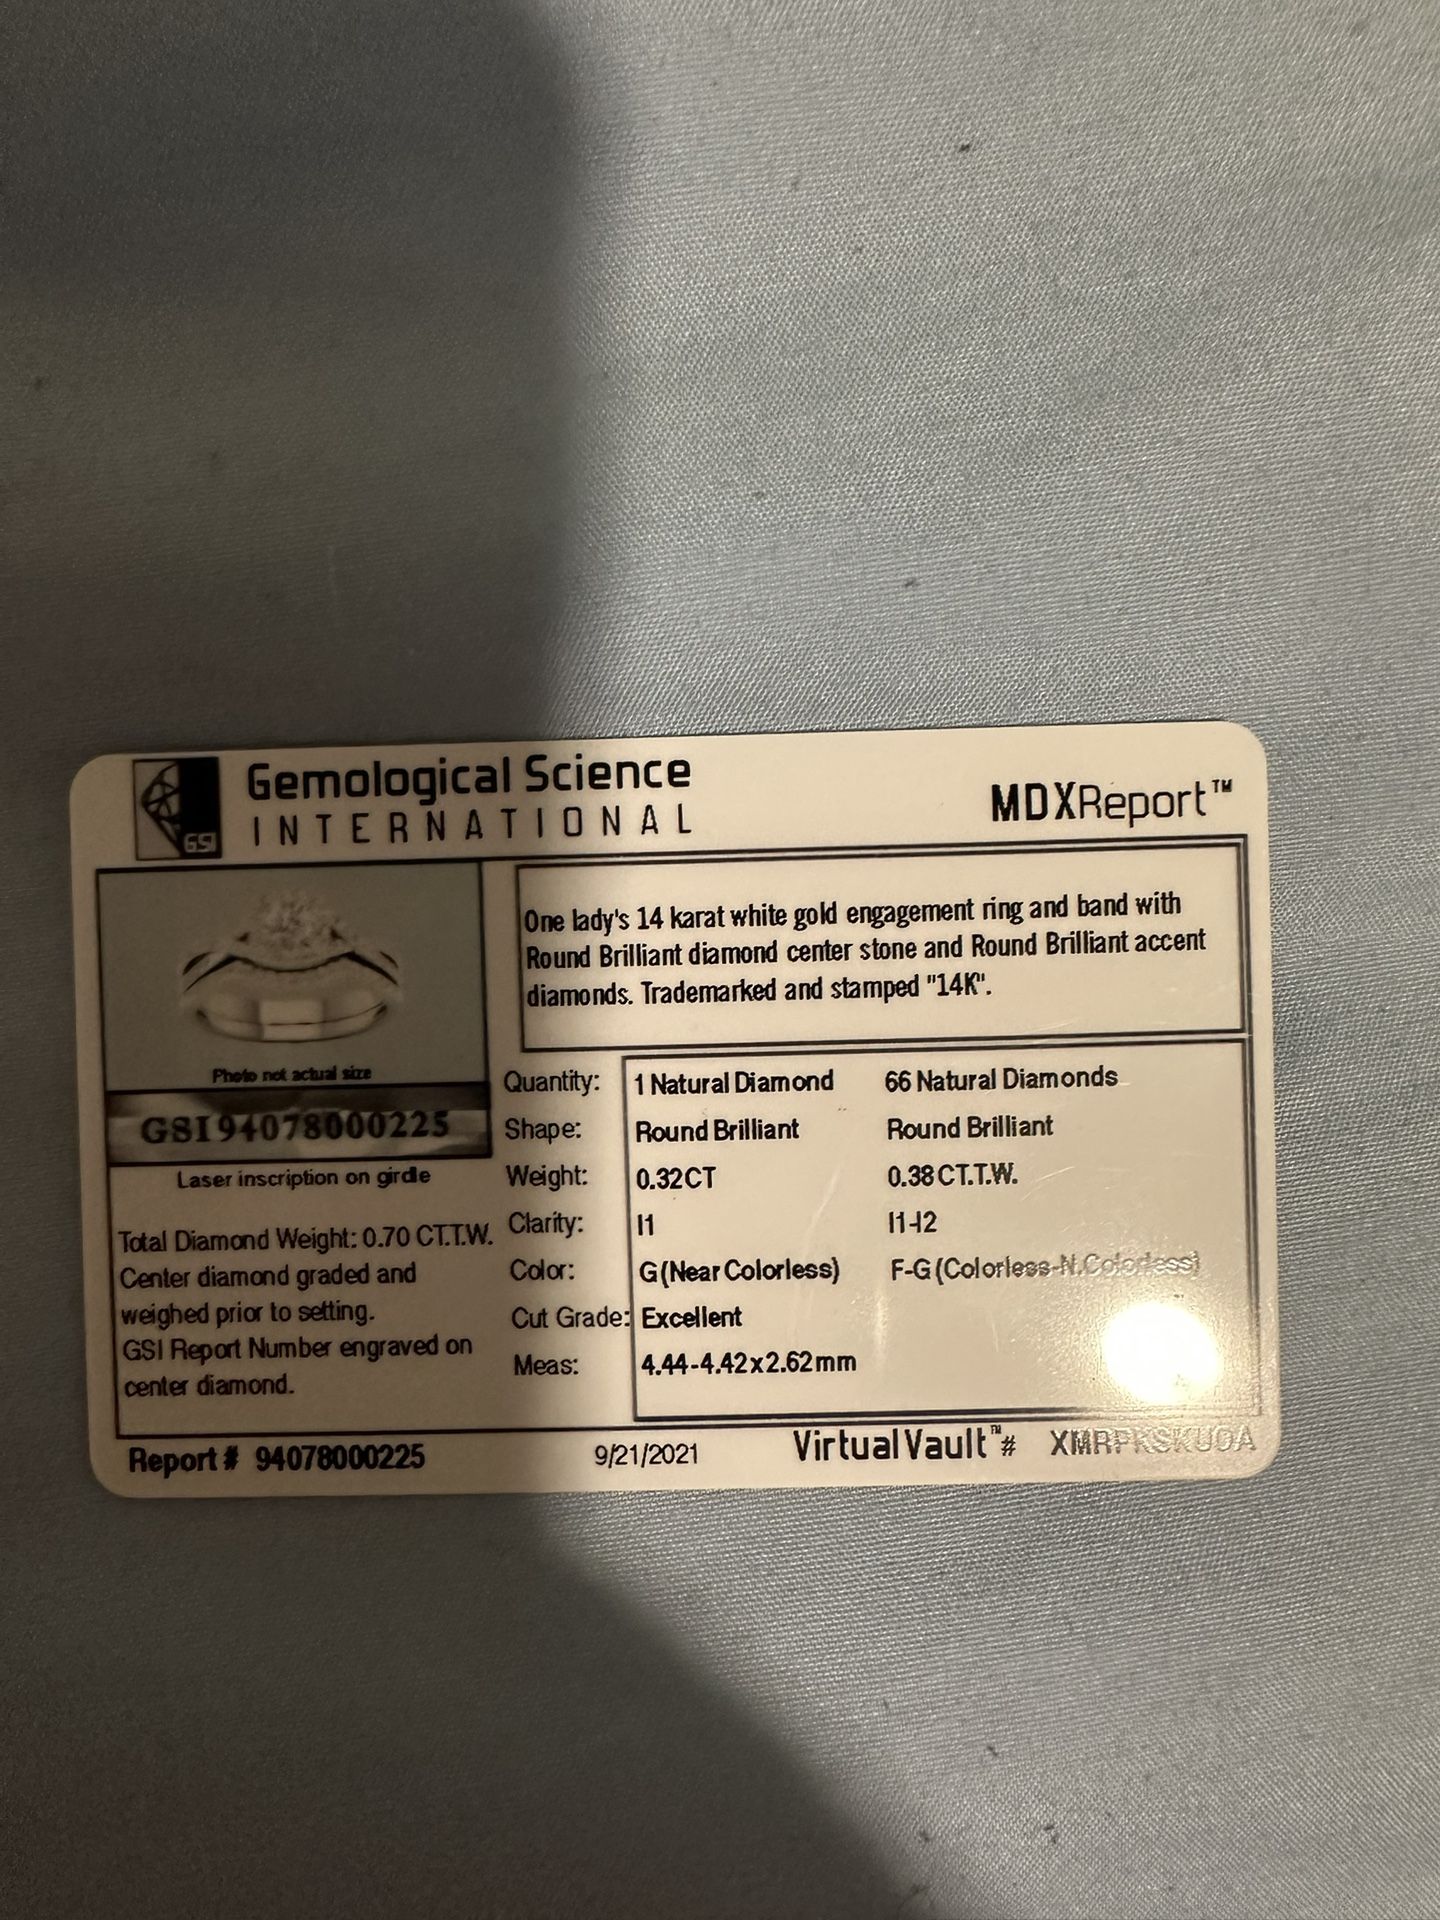 GSI
Gemological Science
INTERNATIONAL
MDXReport™
One lady's 14 karat white gold engagement ring and band with
Round Brilliant diamond center stone and Round Brilliant accent
diamonds. Trademarked and stamped "14K".
Photo not actual size
GSI94078000225
Laser inscription on girdle
Total Diamond Weight: 0.70 CT.T.W.
Center diamond graded and
weighed prior to setting.
GSI Report Number engraved on
center diamond.
Quantity: 1 Natural Diamond 66 Natural Diamonds
Shape: Round Brilliant Round Brilliant
Weight: 0.32CT 0.38 CT.T.W.
Clarity: I1 I1-I2
Color: G (Near Colorless) F-G (Colorless-N.Colorless)
Cut Grade: Excellent
Meas: 4.44-4.42x2.62mm
Report # 94078000225
9/21/2021
Virtual Vault™# XMRPKSKUOA